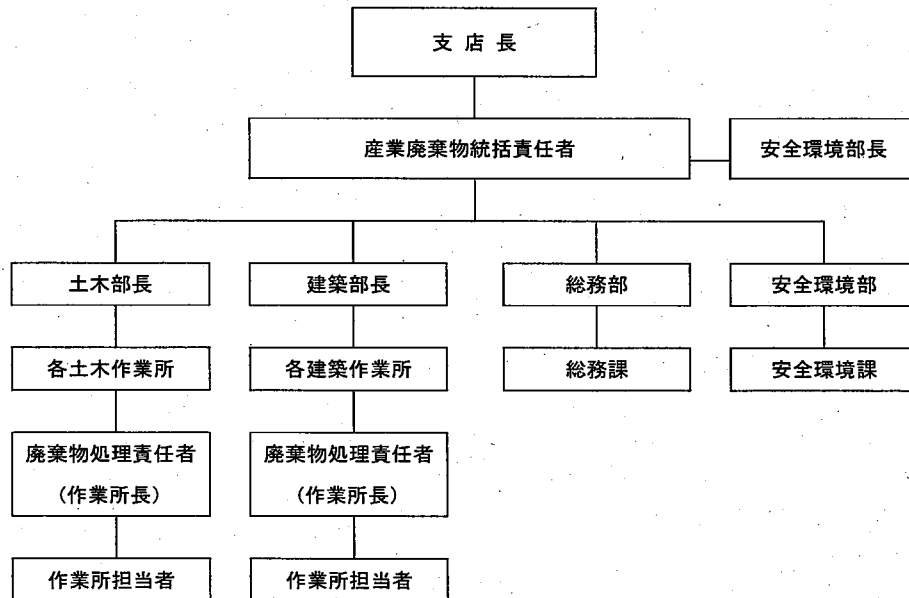 支店長
産業廃棄物統括責任者
安全環境部長
土木部長
建築部長
総務部
安全環境部
各土木作業所
各建築作業所
総務課
安全環境課
廃棄物処理責任者
(作業所長)
廃棄物処理責任者
(作業所長)
作業所担当者
作業所担当者